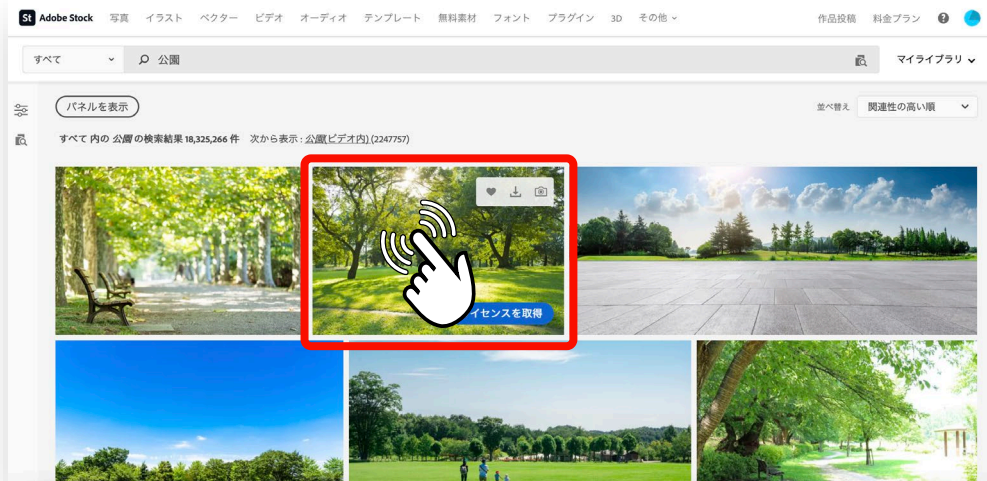 St Adobe Stock 写真 イラスト ベクター ビデオ オーディオ テンプレート 無料素材 フォント プラグイン 3D その他 作品投稿 料金プラン ?
すべて 公園 マイライブラリ
パネルを表示 並べ替え 関連性の高い順
すべて 内の 公園 の検索結果 18,325,266 件 次から表示 : 公園(ビデオ内) (2247757)
イセンスを取得